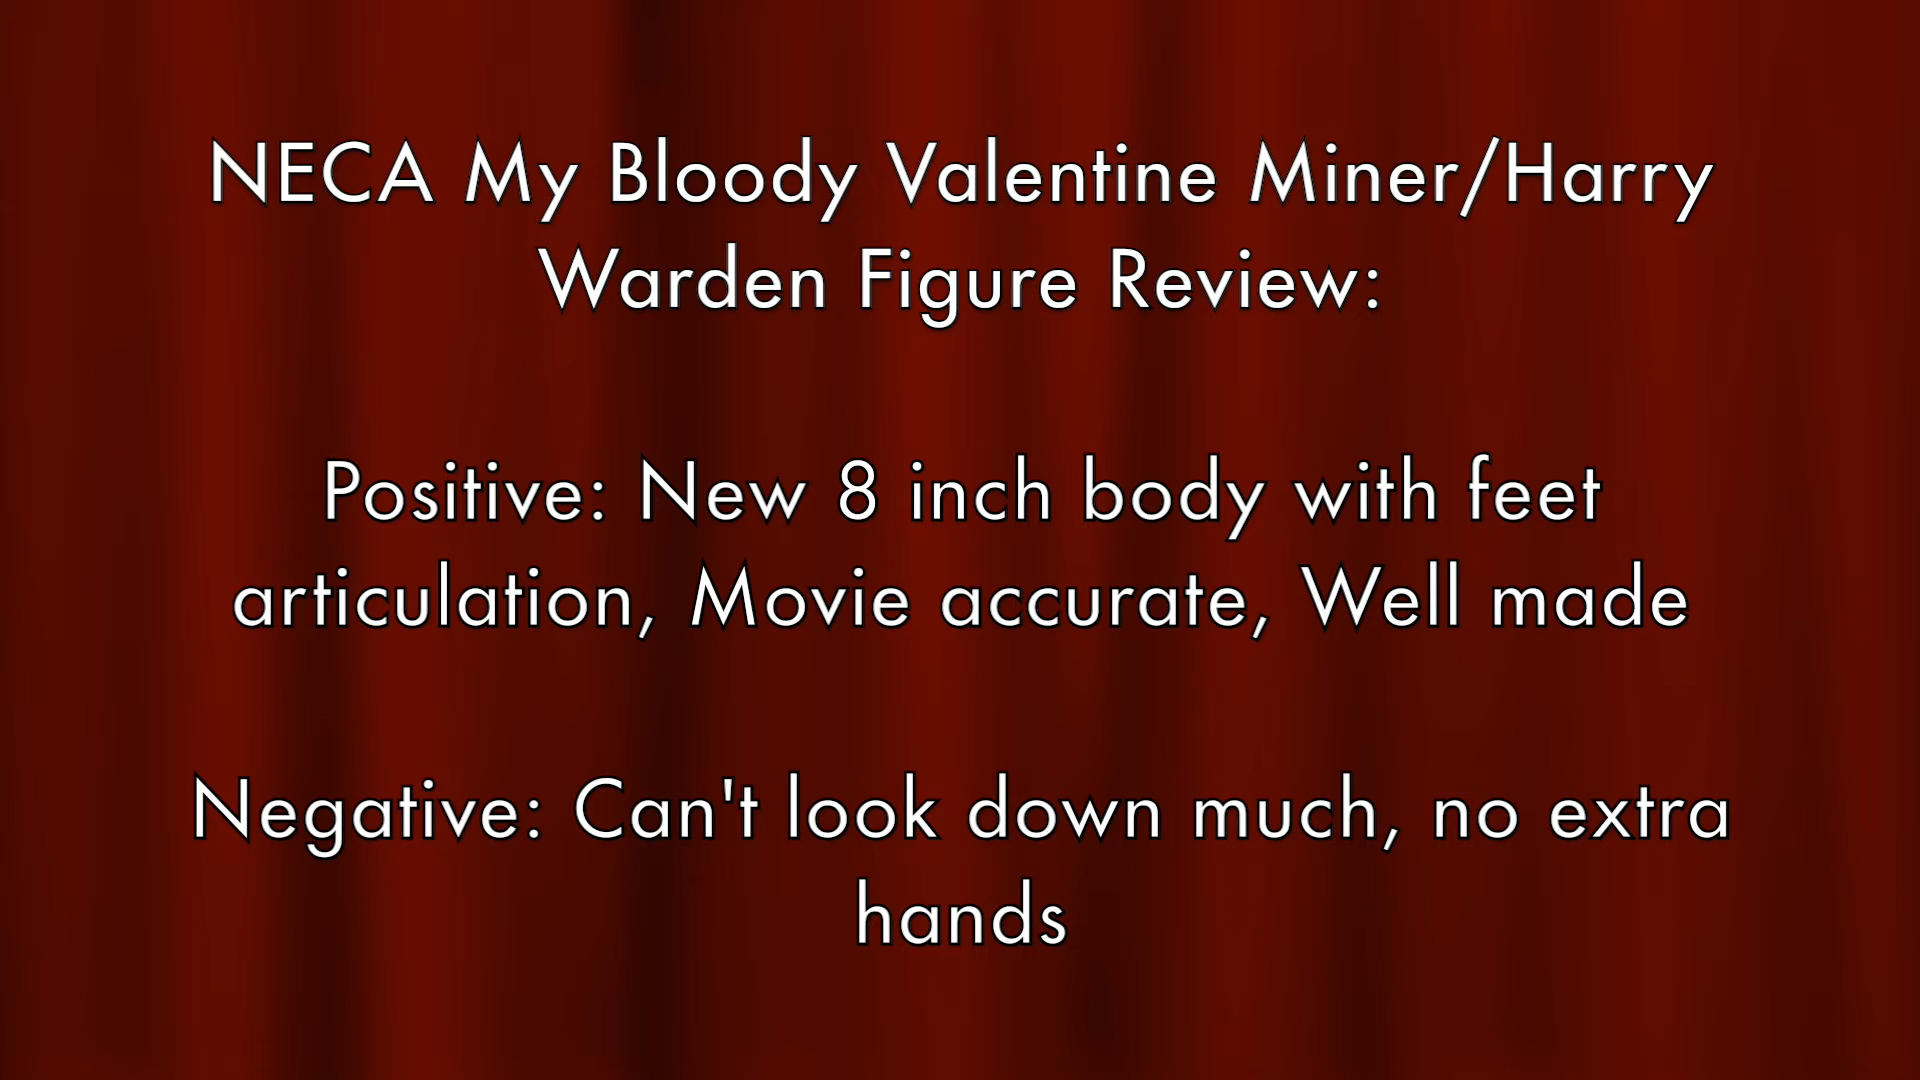 NECA My Bloody Valentine Miner/Harry
Warden Figure Review:
Positive: New 8 inch body with feet
articulation, Movie accurate, Well made
Negative: Can't look down much, no extra
hands